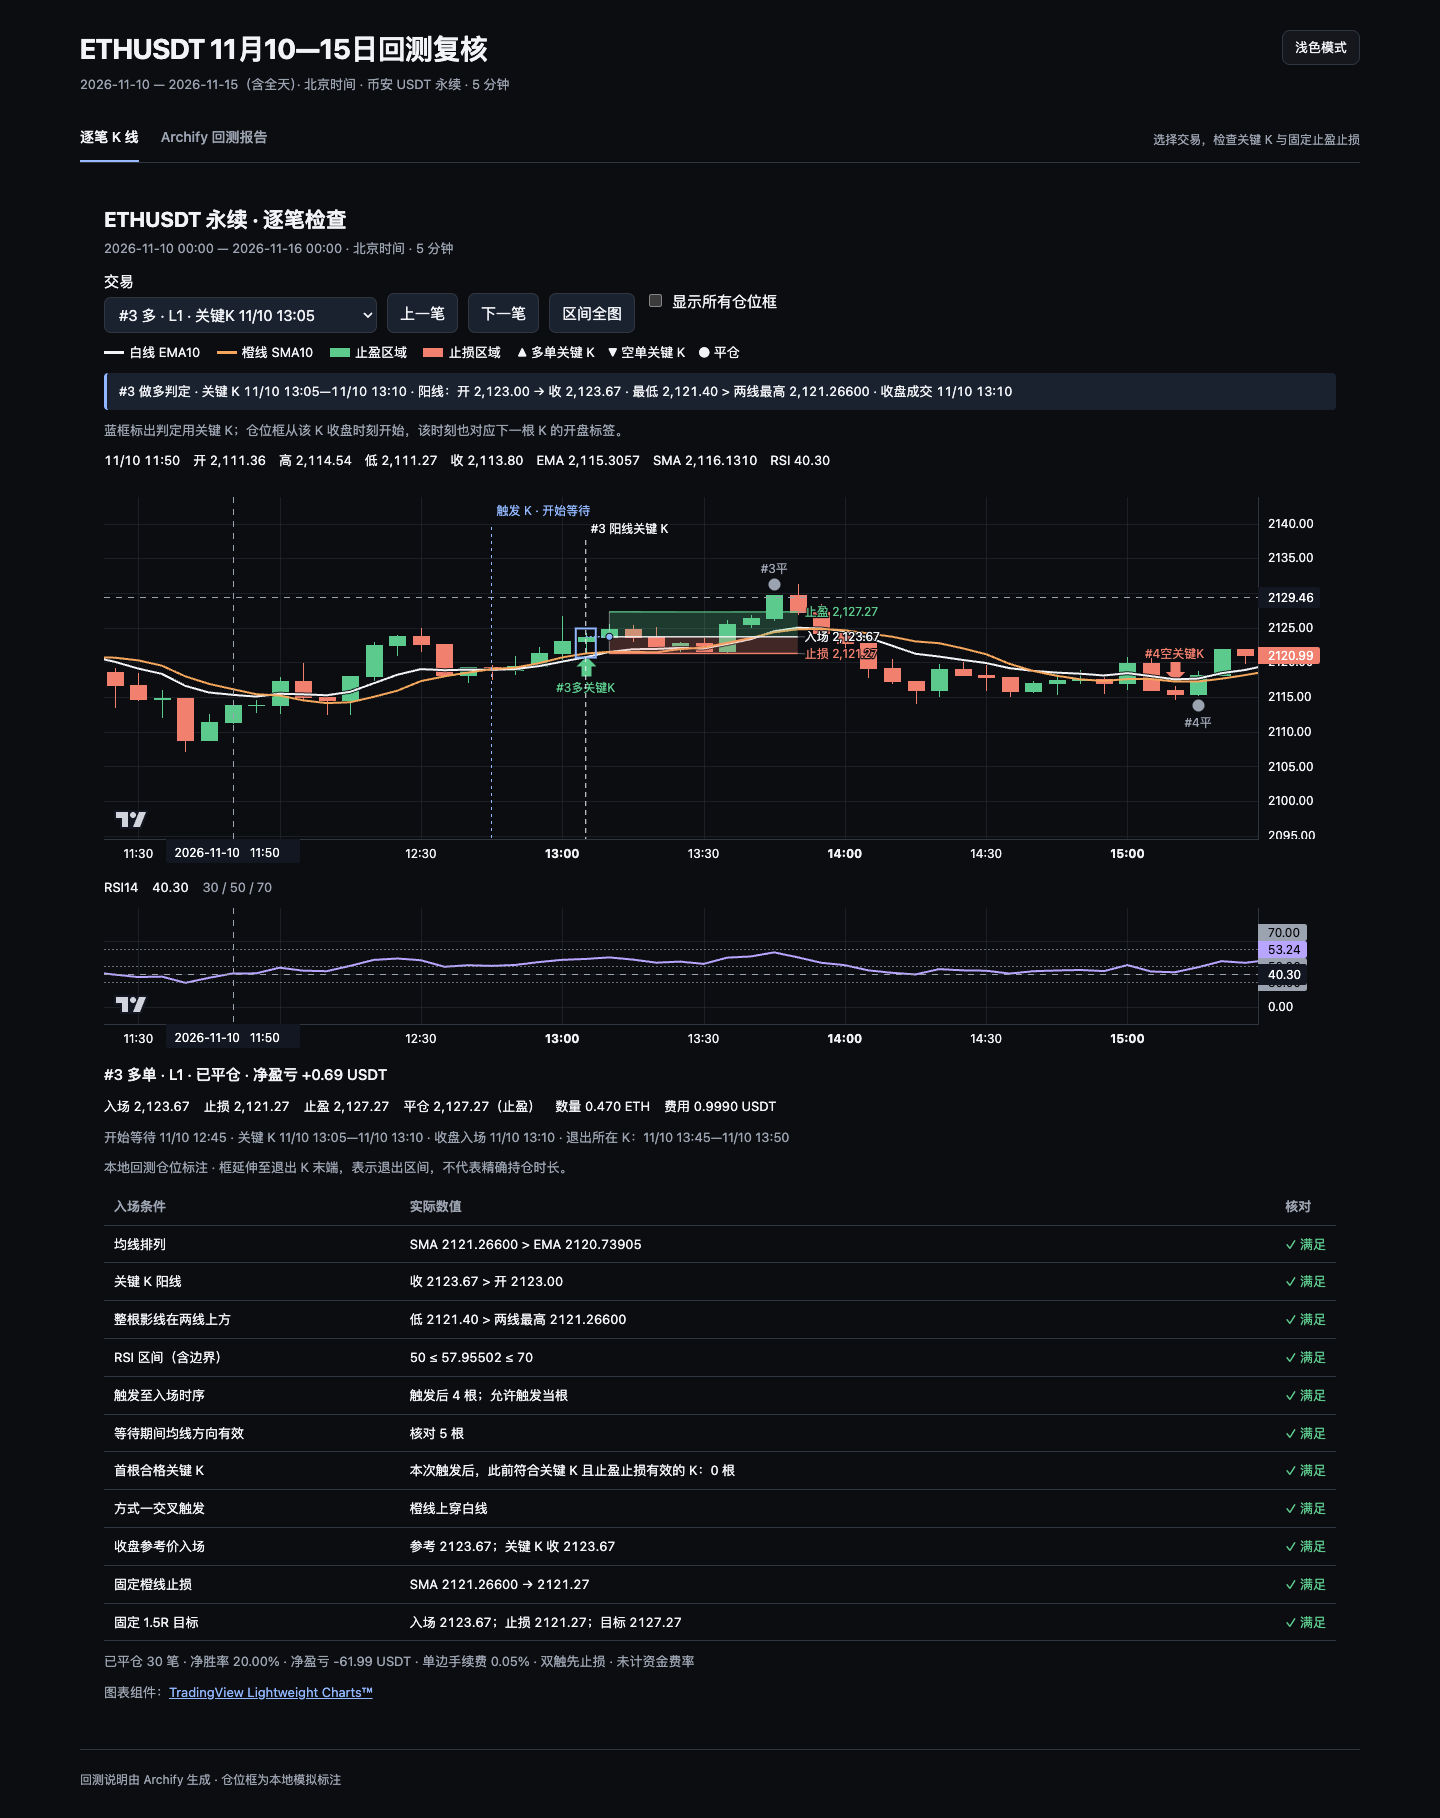 ETHUSDT 11月10—15日回测复核
浅色模式
2026-11-10 — 2026-11-15（含全天）· 北京时间 · 币安 USDT 永续 · 5 分钟
逐笔 K 线
Archify 回测报告
选择交易，检查关键 K 与固定止盈止损
ETHUSDT 永续 · 逐笔检查
2026-11-10 00:00 — 2026-11-16 00:00 · 北京时间 · 5 分钟
交易
#3 多 · L1 · 关键K 11/10 13:05
上一笔
下一笔
区间全图
显示所有仓位框
白线 EMA10 橙线 SMA10 止盈区域 止损区域 ▲ 多单关键 K ▼ 空单关键 K ● 平仓
#3 做多判定 · 关键 K 11/10 13:05—11/10 13:10 · 阳线：开 2,123.00 → 收 2,123.67 · 最低 2,121.40 > 两线最高 2,121.26600 · 收盘成交 11/10 13:10
蓝框标出判定用关键 K；仓位框从该 K 收盘时刻开始，该时刻也对应下一根 K 的开盘标签。
11/10 11:50 开 2,111.36 高 2,114.54 低 2,111.27 收 2,113.80 EMA 2,115.3057 SMA 2,116.1310 RSI 40.30
触发 K · 开始等待
#3 阳线关键 K
#3平
止盈 2,127.27
入场 2,123.67
止损 2,121.27
#3多关键K
#4空关键K
#4平
2140.00
2135.00
2129.46
2125.00
2120.99
2115.00
2110.00
2105.00
2100.00
2095.00
11:30 2026-11-10 11:50 12:30 13:00 13:30 14:00 14:30 15:00
RSI14 40.30 30 / 50 / 70
70.00
53.24
40.30
0.00
11:30 2026-11-10 11:50 12:30 13:00 13:30 14:00 14:30 15:00
#3 多单 · L1 · 已平仓 · 净盈亏 +0.69 USDT
入场 2,123.67 止损 2,121.27 止盈 2,127.27 平仓 2,127.27（止盈） 数量 0.470 ETH 费用 0.9990 USDT
开始等待 11/10 12:45 · 关键 K 11/10 13:05—11/10 13:10 · 收盘入场 11/10 13:10 · 退出所在 K：11/10 13:45—11/10 13:50
本地回测仓位标注 · 框延伸至退出 K 末端，表示退出区间，不代表精确持仓时长。
入场条件 实际数值 核对
均线排列 SMA 2121.26600 > EMA 2120.73905 ✓ 满足
关键 K 阳线 收 2123.67 > 开 2123.00 ✓ 满足
整根影线在两线上方 低 2121.40 > 两线最高 2121.26600 ✓ 满足
RSI 区间（含边界） 50 ≤ 57.95502 ≤ 70 ✓ 满足
触发至入场时序 触发后 4 根；允许触发当根 ✓ 满足
等待期间均线方向有效 核对 5 根 ✓ 满足
首根合格关键 K 本次触发后，此前符合关键 K 且止盈止损有效的 K：0 根 ✓ 满足
方式一交叉触发 橙线上穿白线 ✓ 满足
收盘参考价入场 参考 2123.67；关键 K 收 2123.67 ✓ 满足
固定橙线止损 SMA 2121.26600 → 2121.27 ✓ 满足
固定 1.5R 目标 入场 2123.67；止损 2121.27；目标 2127.27 ✓ 满足
已平仓 30 笔 · 净胜率 20.00% · 净盈亏 -61.99 USDT · 单边手续费 0.05% · 双触先止损 · 未计资金费率
图表组件：TradingView Lightweight Charts™
回测说明由 Archify 生成 · 仓位框为本地模拟标注